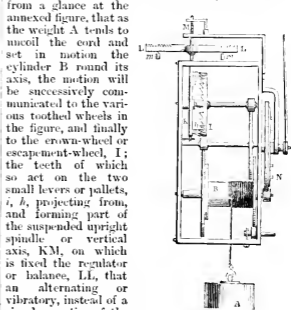 from a glance at the
annexed figure, that as
the weight A tends to
uncoil the cord and
set in motion the
cylinder B round its
axis, the motion will
be successively com-
municated to the vari-
ous toothed wheels in
the figure, and finally
to the crown-wheel or
escapement-wheel, I;
the teeth of which
so act on the two
small levers or pallets,
i, h, projecting from,
and forming part of
the suspended upright
spindle or vertical
axis, KM, on which
is fixed the regulator
or balance, LL, that
an alternating or
vibratory, instead of a
M
L
L
m
m
I
N
B
A